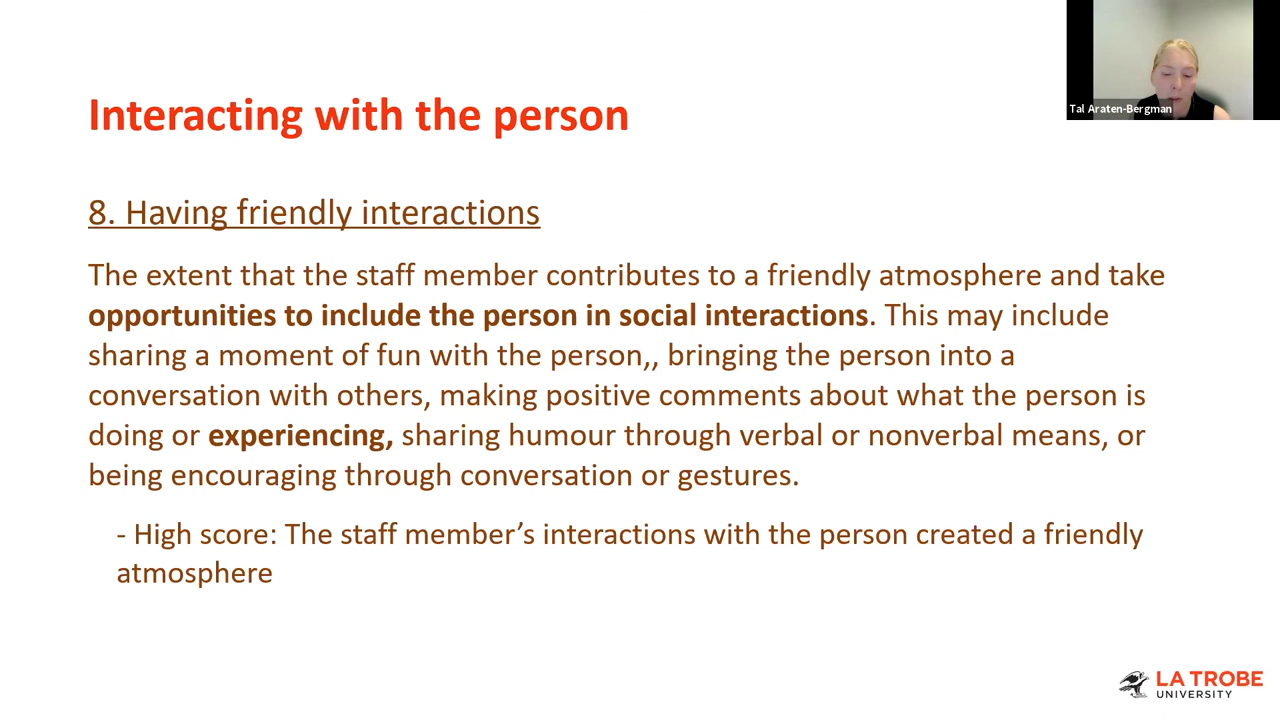 Tal Araten-Bergman
Interacting with the person
8. Having friendly interactions
The extent that the staff member contributes to a friendly atmosphere and take
opportunities to include the person in social interactions. This may include
sharing a moment of fun with the person,, bringing the person into a
conversation with others, making positive comments about what the person is
doing or experiencing, sharing humour through verbal or nonverbal means, or
being encouraging through conversation or gestures.
- High score: The staff member’s interactions with the person created a friendly
atmosphere
LA TROBE
UNIVERSITY